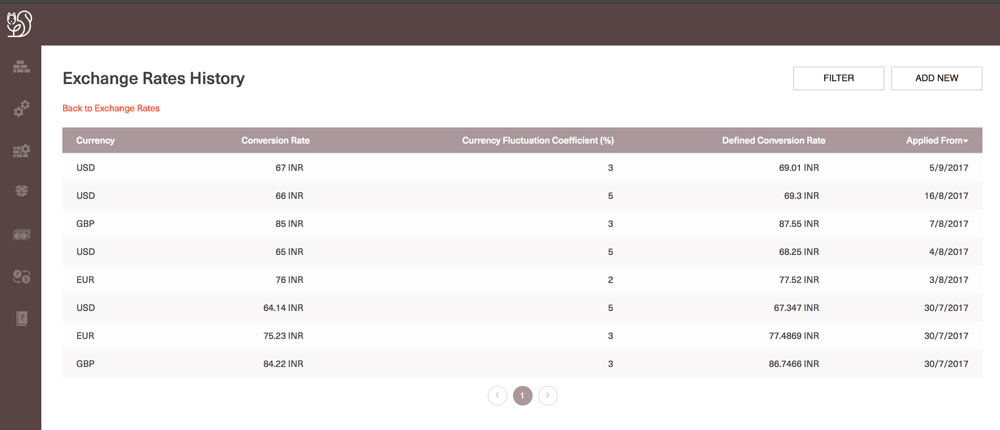 Exchange Rates History
FILTER
ADD NEW
Back to Exchange Rates
Currency Conversion Rate Currency Fluctuation Coefficient (%) Defined Conversion Rate Applied From
USD 67 INR 3 69.01 INR 5/9/2017
USD 66 INR 5 69.3 INR 16/8/2017
GBP 85 INR 3 87.55 INR 7/8/2017
USD 65 INR 5 68.25 INR 4/8/2017
EUR 76 INR 2 77.52 INR 3/8/2017
USD 64.14 INR 5 67.347 INR 30/7/2017
EUR 75.23 INR 3 77.4869 INR 30/7/2017
GBP 84.22 INR 3 86.7466 INR 30/7/2017
‹ 1 ›